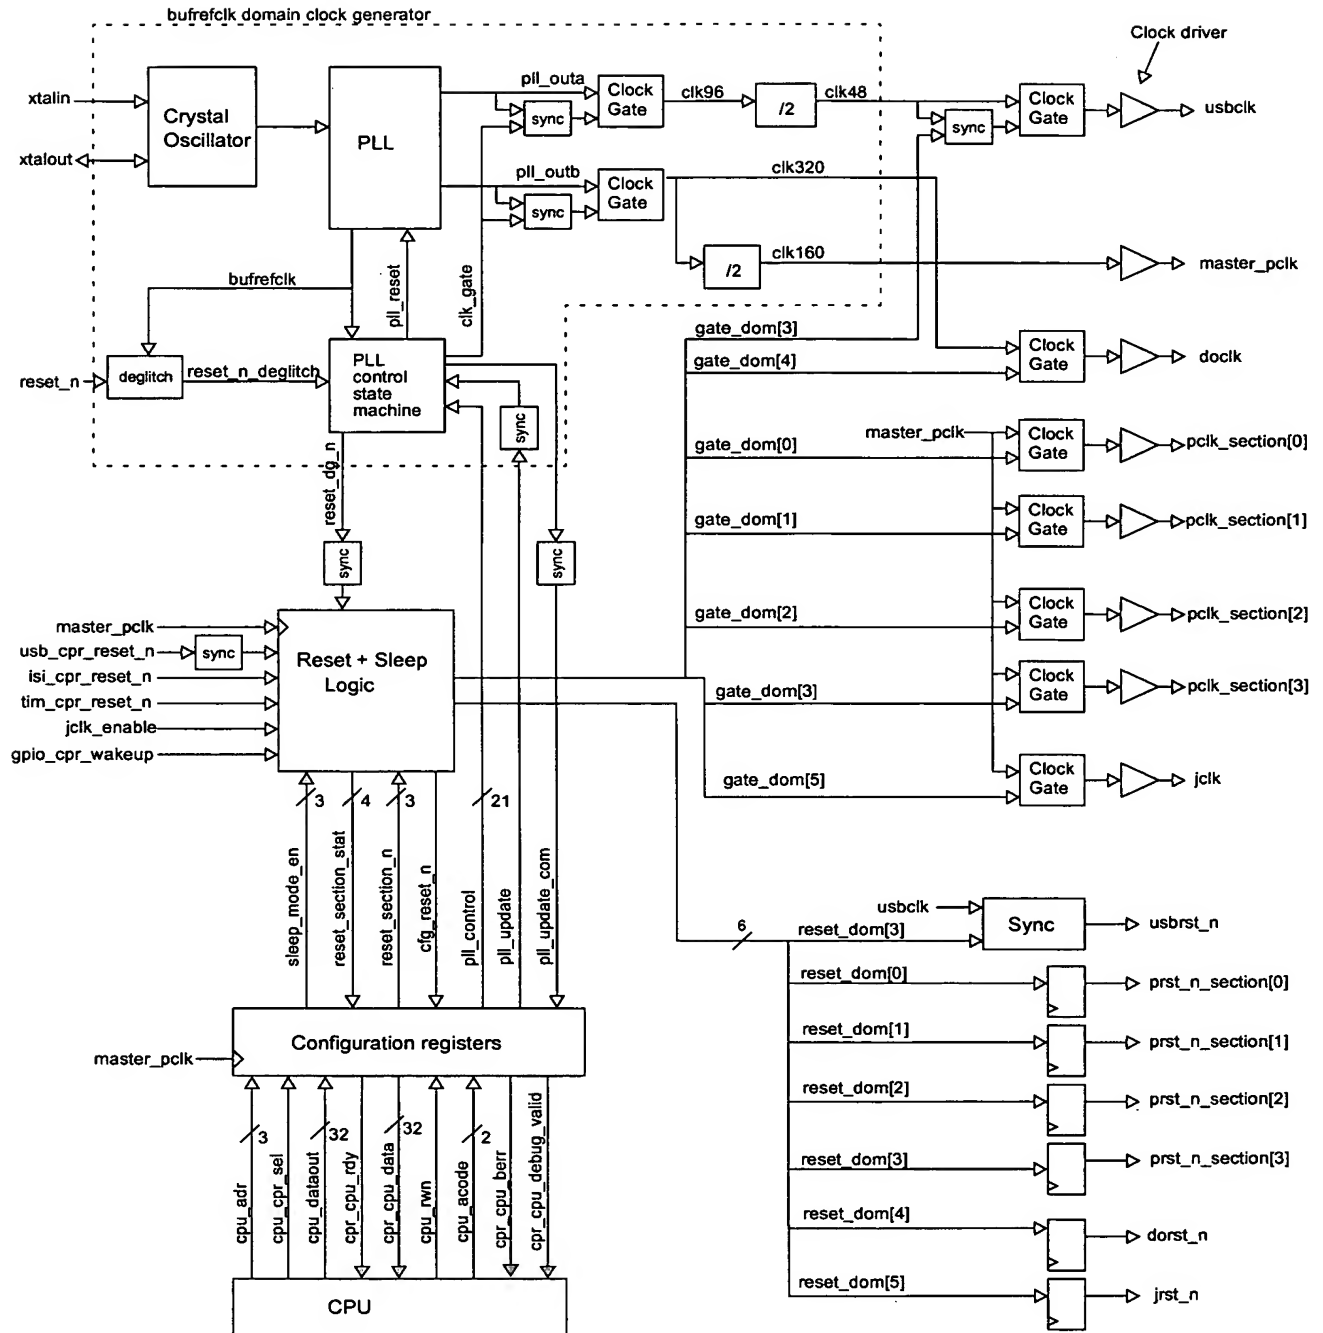 bufrefclk domain clock generator
Clock driver
xtalin
xtalout
Crystal
Oscillator
PLL
pll_outa
sync
Clock
Gate
clk96
/2
clk48
sync
Clock
Gate
usbclk
pll_outb
sync
Clock
Gate
clk320
/2
clk160
master_pclk
bufrefclk
pll_reset
clk_gate
reset_n
deglitch
reset_n_deglitch
PLL
control
state
machine
sync
gate_dom[3]
gate_dom[4]
Clock
Gate
doclk
reset_dg_n
sync
sync
master_pclk
gate_dom[0]
Clock
Gate
pclk_section[0]
gate_dom[1]
Clock
Gate
pclk_section[1]
gate_dom[2]
Clock
Gate
pclk_section[2]
gate_dom[3]
Clock
Gate
pclk_section[3]
gate_dom[5]
Clock
Gate
jclk
master_pclk
usb_cpr_reset_n
sync
isi_cpr_reset_n
tim_cpr_reset_n
jclk_enable
gpio_cpr_wakeup
Reset + Sleep
Logic
3
4
3
21
sleep_mode_en
reset_section_stat
reset_section_n
cfg_reset_n
pll_control
pll_update
pll_update_com
6
usbclk
reset_dom[3]
Sync
usbrst_n
reset_dom[0]
prst_n_section[0]
reset_dom[1]
prst_n_section[1]
reset_dom[2]
prst_n_section[2]
reset_dom[3]
prst_n_section[3]
reset_dom[4]
dorst_n
reset_dom[5]
jrst_n
master_pclk
Configuration registers
3
32
32
2
cpu_adr
cpu_cpr_sel
cpu_dataout
cpr_cpu_rdy
cpr_cpu_data
cpu_rwn
cpu_acode
cpr_cpu_berr
cpr_cpu_debug_valid
CPU